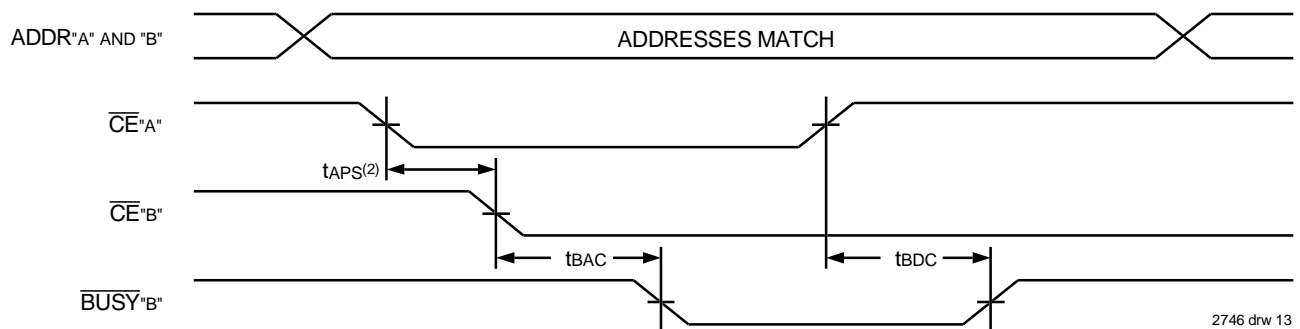 ADDR"A" AND "B"
ADDRESSES MATCH
CE"A"
tAPS(2)
CE"B"
tBAC
tBDC
BUSY"B"
2746 drw 13